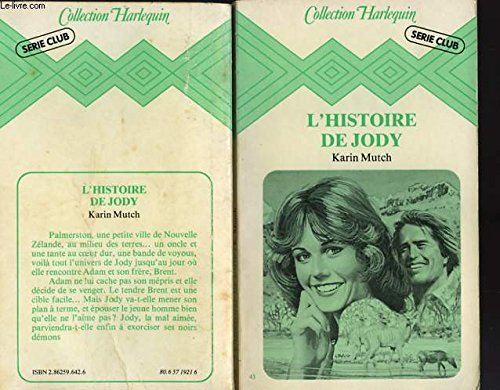 Le-livre.com
Collection Harlequin
SERIE CLUB
L'HISTOIRE
DE JODY
Karin Mutch
Palmerston, une petite ville de Nouvelle
Zélande, au milieu des terres... un oncle et
une tante au cœur dur, une bande de voyous,
voilà tout l'univers de Jody jusqu'au jour où
elle rencontre Adam et son frère, Brent.
Adam ne lui cache pas son mépris et elle
décide de se venger. Le tendre Brent est une
cible facile... Mais Jody va-t-elle mener son
plan à terme, et épouser le jeune homme bien
qu'elle ne l'aime pas? Jody, la mal aimée,
parviendra-t-elle enfin à exorciser ses noirs
démons
ISBN 2.86259.642.6
80.6 57 1921 6
Collection Harlequin
SERIE CLUB
L'HISTOIRE
DE JODY
Karin Mutch
43